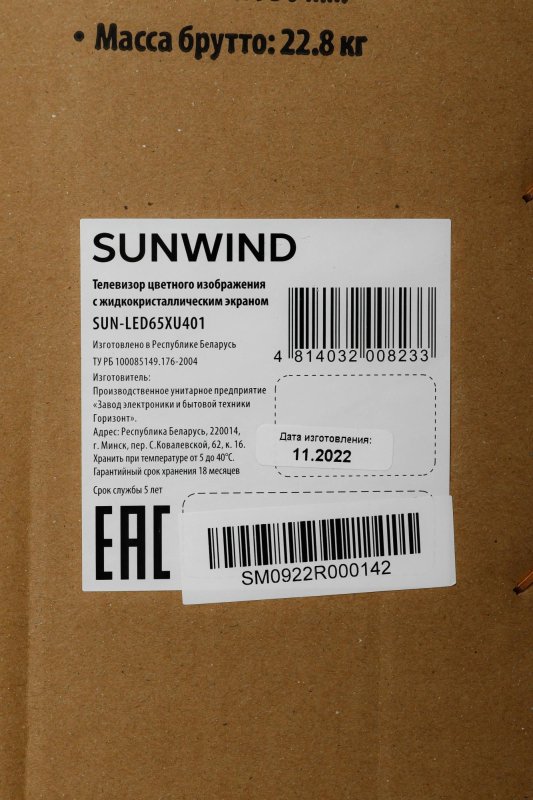 • Масса брутто: 22.8 кг
SUNWIND
Телевизор цветного изображения
с жидкокристаллическим экраном
SUN-LED65XU401
Изготовлено в Республике Беларусь
ТУ РБ 100085149.176-2004
Изготовитель:
Производственное унитарное предприятие
«Завод электроники и бытовой техники
Горизонт».
Адрес: Республика Беларусь, 220014,
г. Минск, пер. С.Ковалевской, 62, к. 16.
Хранить при температуре от 5 до 40°С.
Гарантийный срок хранения 18 месяцев
Срок службы 5 лет
4 814032 008233
Дата изготовления:
11.2022
EAC
SM0922R000142